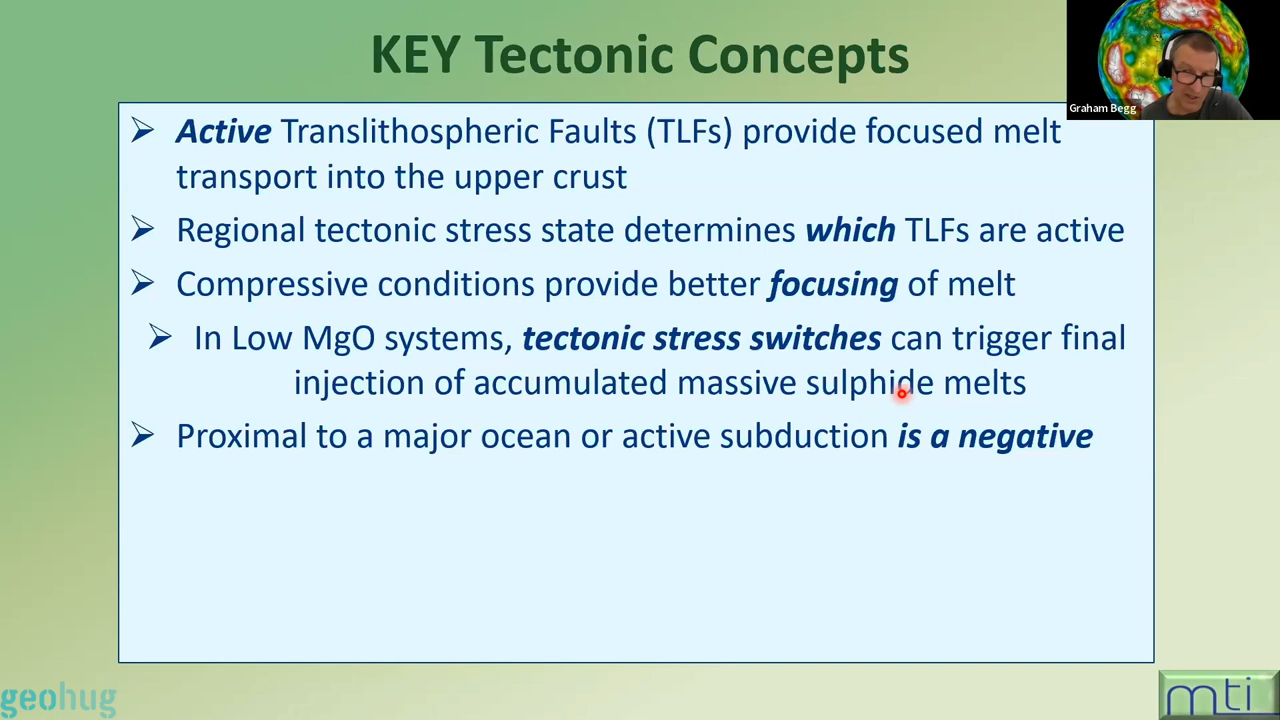 KEY Tectonic Concepts
Graham Begg
➢ Active Translithospheric Faults (TLFs) provide focused melt
transport into the upper crust
➢ Regional tectonic stress state determines which TLFs are active
➢ Compressive conditions provide better focusing of melt
➢ In Low MgO systems, tectonic stress switches can trigger final
injection of accumulated massive sulphide melts
➢ Proximal to a major ocean or active subduction is a negative
geohug
mti